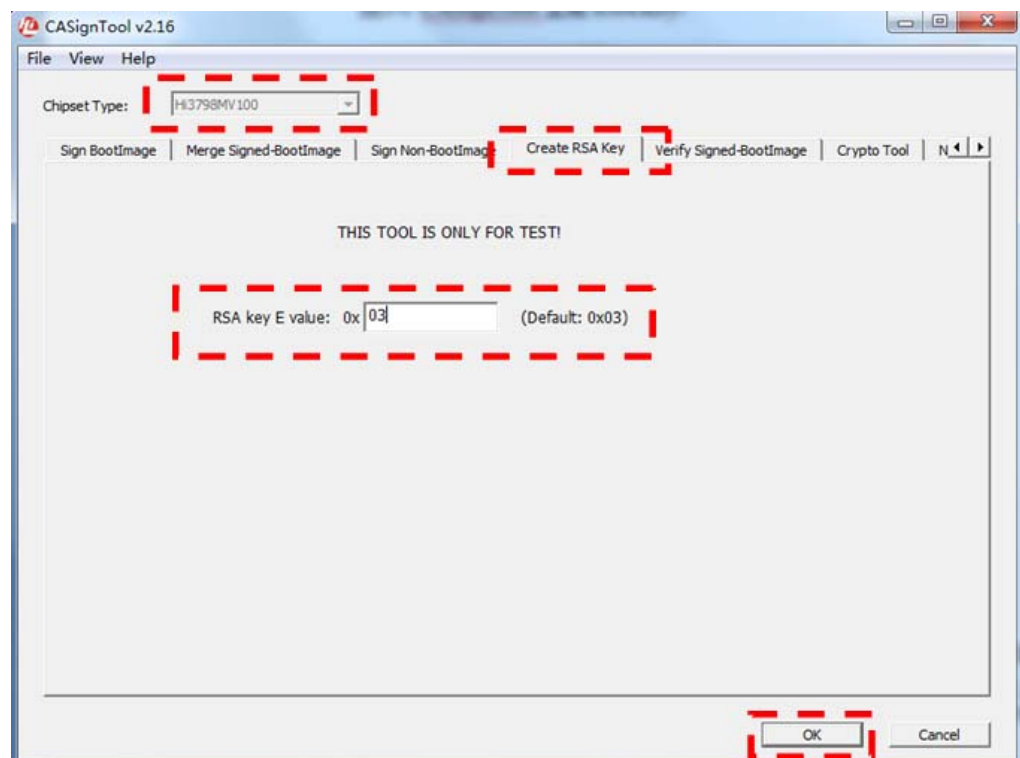 CASignTool v2.16
File View Help
Chipset Type: Hi3798MV100
Sign BootImage Merge Signed-BootImage Sign Non-BootImage Create RSA Key Verify Signed-BootImage Crypto Tool
THIS TOOL IS ONLY FOR TEST!
RSA key E value: 0x 03 (Default: 0x03)
OK Cancel